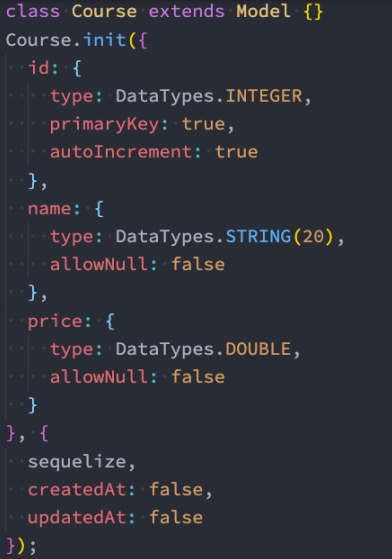 class Course extends Model {}
Course.init({
  id: {
    type: DataTypes.INTEGER,
    primaryKey: true,
    autoIncrement: true
  },
  name: {
    type: DataTypes.STRING(20),
    allowNull: false
  },
  price: {
    type: DataTypes.DOUBLE,
    allowNull: false
  }
}, {
  sequelize,
  createdAt: false,
  updatedAt: false
});